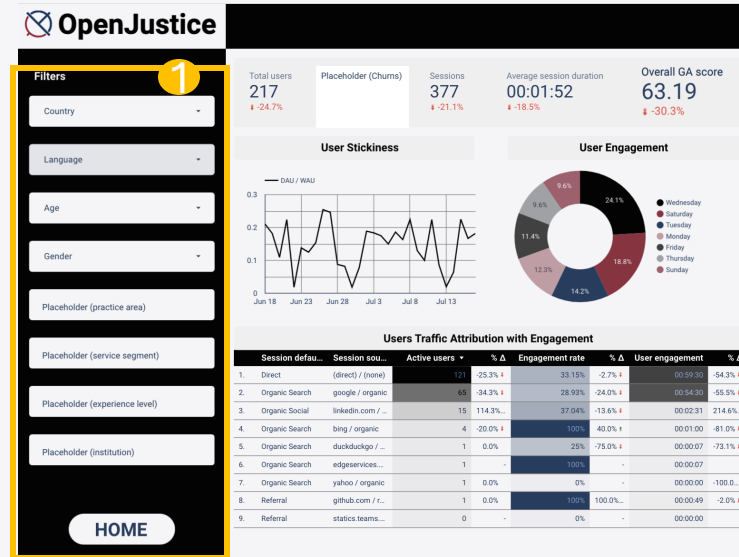 OpenJustice
Filters
1
Country
Language
Age
Gender
Placeholder (practice area)
Placeholder (service segment)
Placeholder (experience level)
Placeholder (institution)
HOME
Total users
217
-24.7%
Placeholder (Churns)
Sessions
377
-21.1%
Average session duration
00:01:52
-18.5%
Overall GA score
63.19
-30.3%
User Stickiness
DAU / WAU
0.3
0.2
0.1
0
Jun 18 Jun 23 Jun 28 Jul 3 Jul 8 Jul 13
User Engagement
24.1%
18.8%
14.2%
12.3%
11.4%
9.6%
9.6%
Wednesday
Saturday
Tuesday
Monday
Friday
Thursday
Sunday
Users Traffic Attribution with Engagement
Session defau... Session sou... Active users % Δ Engagement rate % Δ User engagement % Δ
1. Direct (direct) / (none) 121 -25.3% 33.15% -2.7% 00:59:30 -54.3%
2. Organic Search google / organic 65 -34.3% 28.93% -24.0% 00:54:30 -55.5%
3. Organic Social linkedin.com / ... 15 114.3%... 37.04% -13.6% 00:02:31 214.6%...
4. Organic Search bing / organic 4 -20.0% 100% 40.0% 00:01:00 -81.0%
5. Organic Search duckduckgo / ... 1 0.0% 25% -75.0% 00:00:07 -73.1%
6. Organic Search edgeservices.... 1 - 100% - 00:00:07
7. Organic Search yahoo / organic 1 0.0% 0% - 00:00:00 -100.0...
8. Referral github.com / r... 1 0.0% 100% 100.0%... 00:00:49 -2.0%
9. Referral statics.teams.... 0 - 0% - 00:00:00